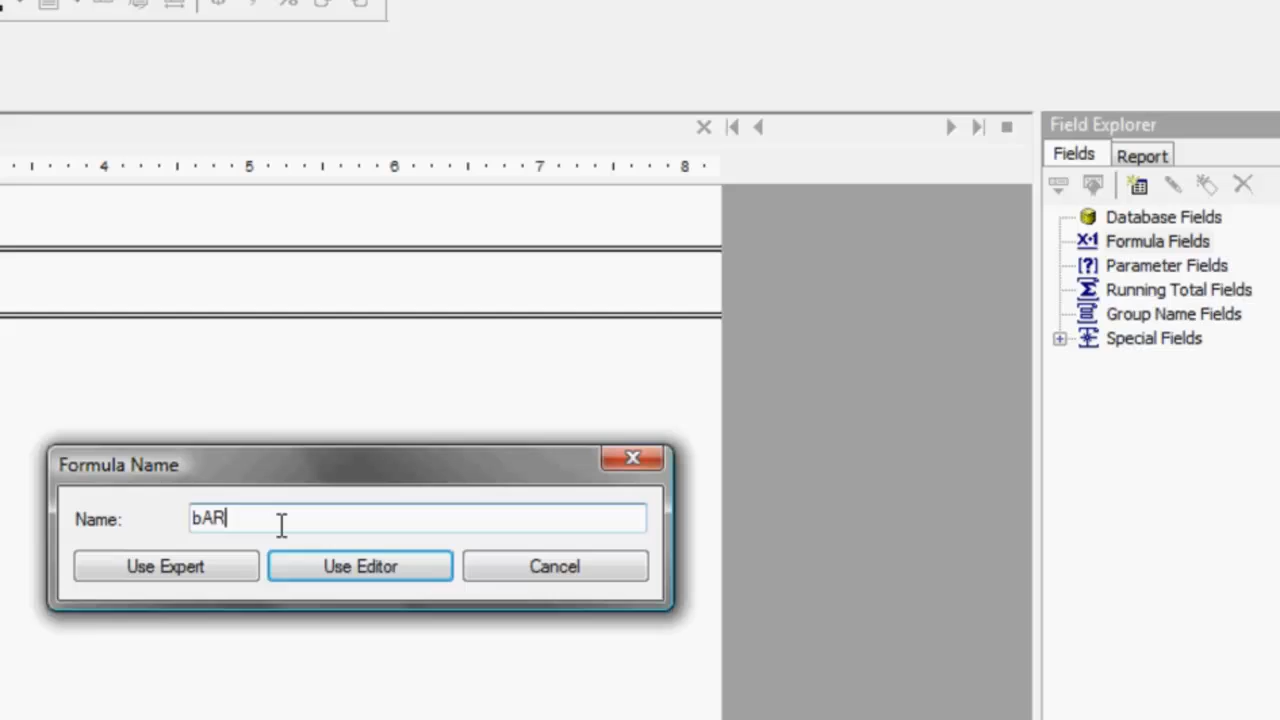 Field Explorer
Fields Report
4 5 6 7 8
Database Fields
Formula Fields
Parameter Fields
Running Total Fields
Group Name Fields
Special Fields
Formula Name
Name: bAR
Use Expert Use Editor Cancel